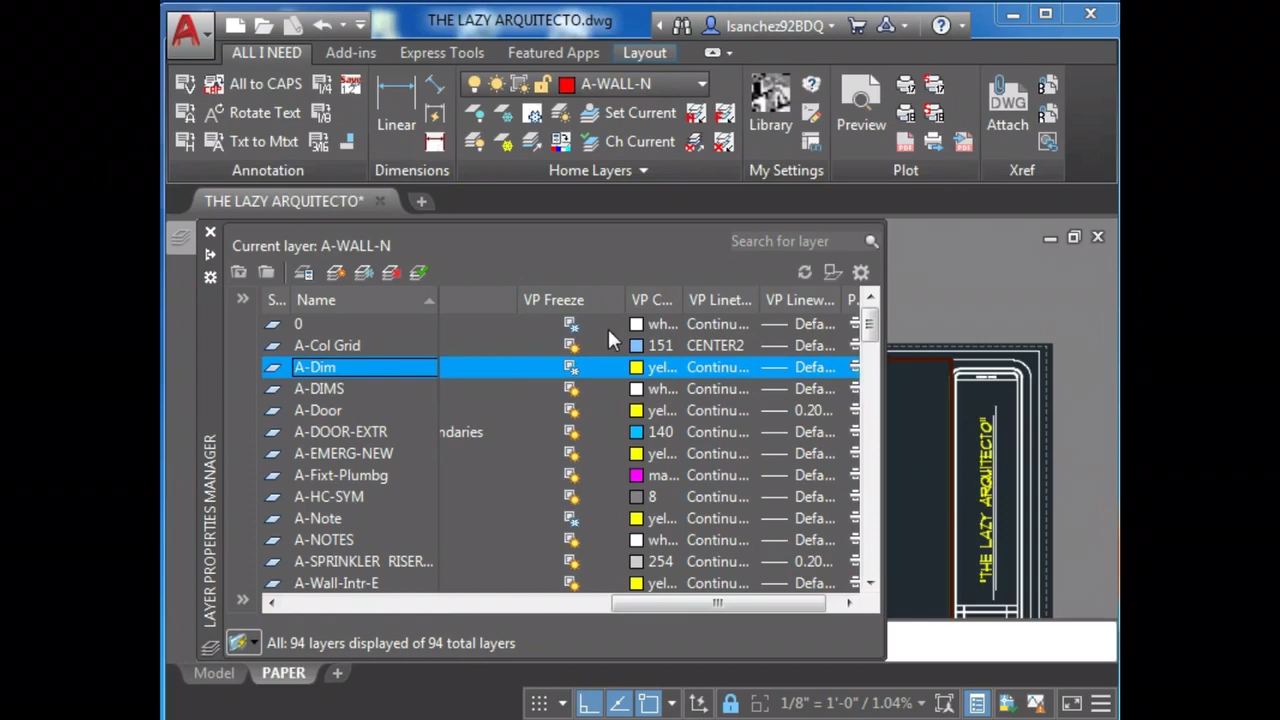 THE LAZY ARQUITECTO.dwg
lsanchez92BDQ
ALL I NEED Add-ins Express Tools Featured Apps Layout
All to CAPS
Rotate Text
Txt to Mtxt
Linear
A-WALL-N
Set Current
Ch Current
Library
Preview
DWG
Attach
Annotation Dimensions Home Layers My Settings Plot Xref
THE LAZY ARQUITECTO*
Current layer: A-WALL-N
Search for layer
S... Name VP Freeze VP C... VP Linet... VP Linew... P.
0 wh... Continu... Defa...
A-Col Grid 151 CENTER2 Defa...
A-Dim yel... Continu... Defa...
A-DIMS wh... Continu... Defa...
A-Door yel... Continu... 0.20...
A-DOOR-EXTR ndaries 140 Continu... Defa...
A-EMERG-NEW yel... Continu... Defa...
A-Fixt-Plumbg ma... Continu... Defa...
A-HC-SYM 8 Continu... Defa...
A-Note yel... Continu... Defa...
A-NOTES wh... Continu... Defa...
A-SPRINKLER RISER... 254 Continu... 0.20...
A-Wall-Intr-E yel... Continu... Defa...
LAYER PROPERTIES MANAGER
All: 94 layers displayed of 94 total layers
"THE LAZY ARQUITECTO"
Model PAPER
1/8" = 1'-0" / 1.04%